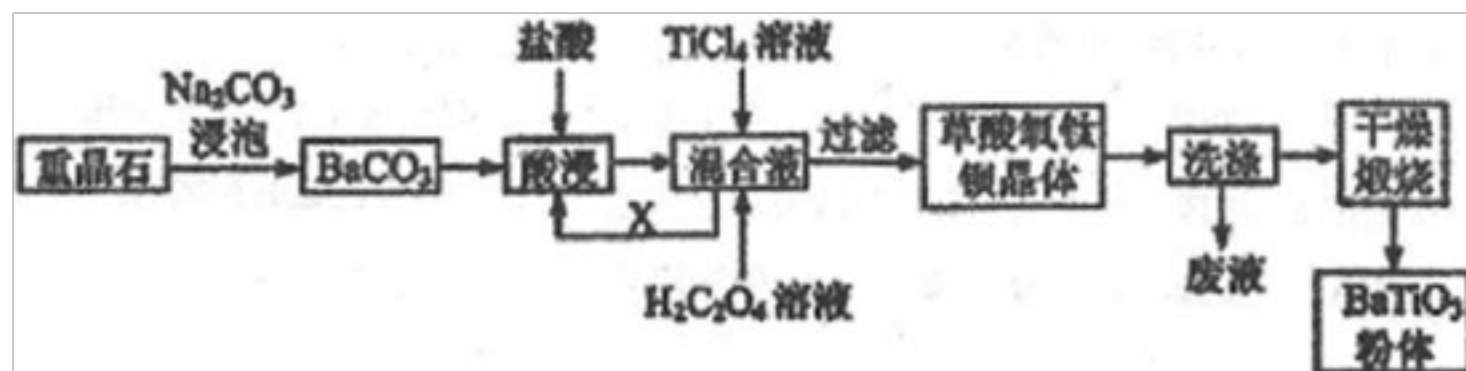 盐酸
TiCl₄ 溶液
Na₂CO₃
浸泡
重晶石
BaCO₃
酸浸
混合液
过滤
草酸氧钛
钡晶体
洗涤
干燥
煅烧
X
H₂C₂O₄ 溶液
废液
BaTiO₃
粉体